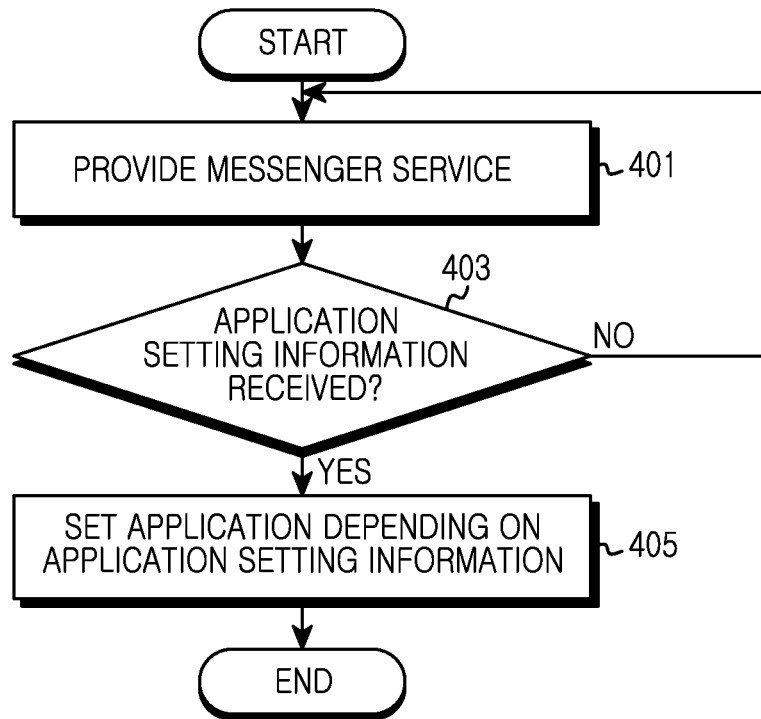 START
PROVIDE MESSENGER SERVICE
401
403
APPLICATION
SETTING INFORMATION
RECEIVED?
NO
YES
SET APPLICATION DEPENDING ON
APPLICATION SETTING INFORMATION
405
END